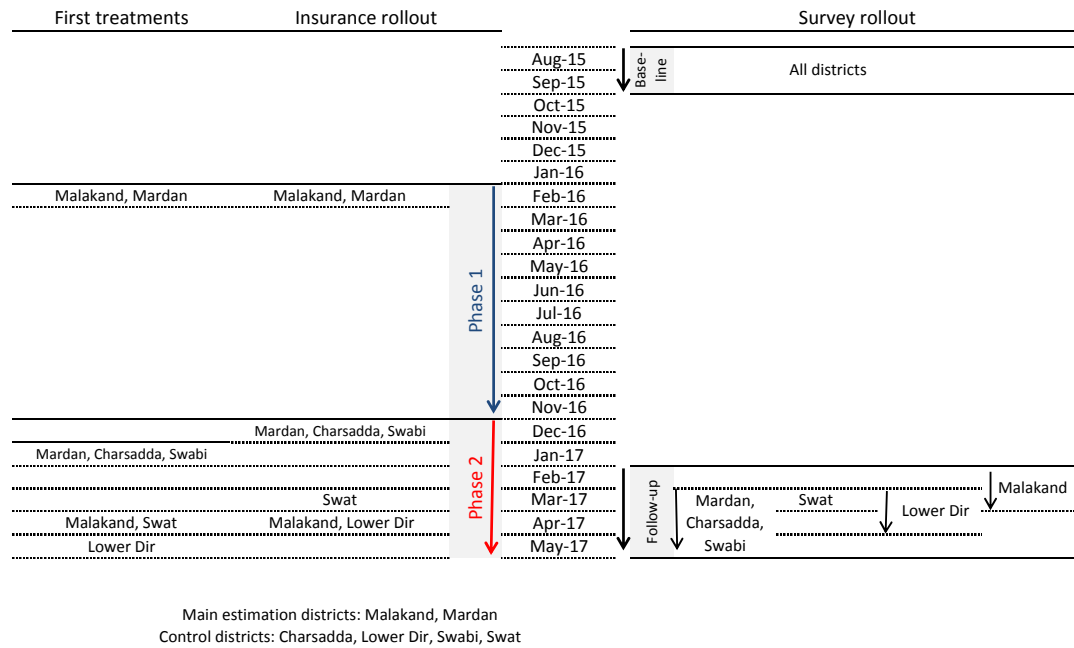 First treatments Insurance rollout Survey rollout
Aug-15
Sep-15
Base-
line
All districts
Oct-15
Nov-15
Dec-15
Jan-16
Malakand, Mardan Malakand, Mardan Feb-16
Mar-16
Apr-16
May-16
Jun-16
Jul-16
Aug-16
Sep-16
Oct-16
Nov-16
Phase 1
Mardan, Charsadda, Swabi Dec-16
Mardan, Charsadda, Swabi Jan-17
Feb-17
Swat Mar-17
Malakand, Swat Malakand, Lower Dir Apr-17
Lower Dir May-17
Phase 2
Follow-up
Mardan,
Charsadda,
Swabi
Swat
Lower Dir
Malakand
Main estimation districts: Malakand, Mardan
Control districts: Charsadda, Lower Dir, Swabi, Swat